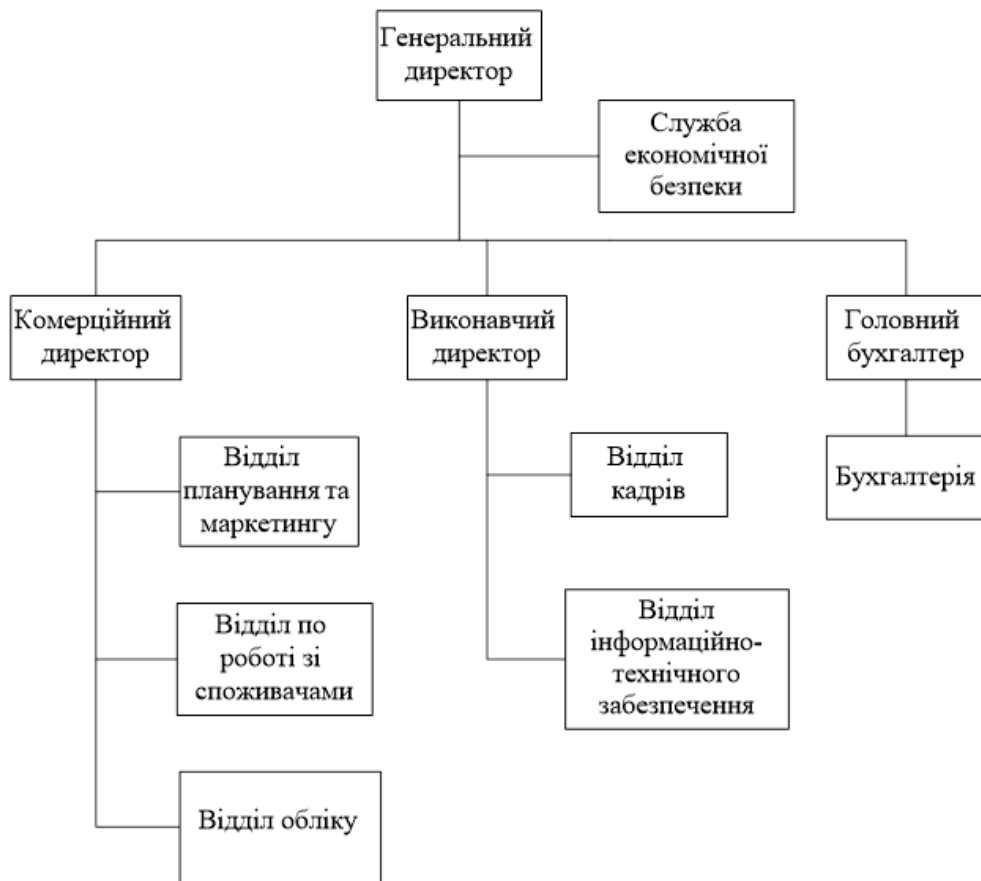 Генеральний
директор
Служба
економічної
безпеки
Комерційний
директор
Виконавчий
директор
Головний
бухгалтер
Відділ
планування та
маркетингу
Відділ
кадрів
Бухгалтерія
Відділ по
роботі зі
споживачами
Відділ
інформаційно-
технічного
забезпечення
Відділ обліку